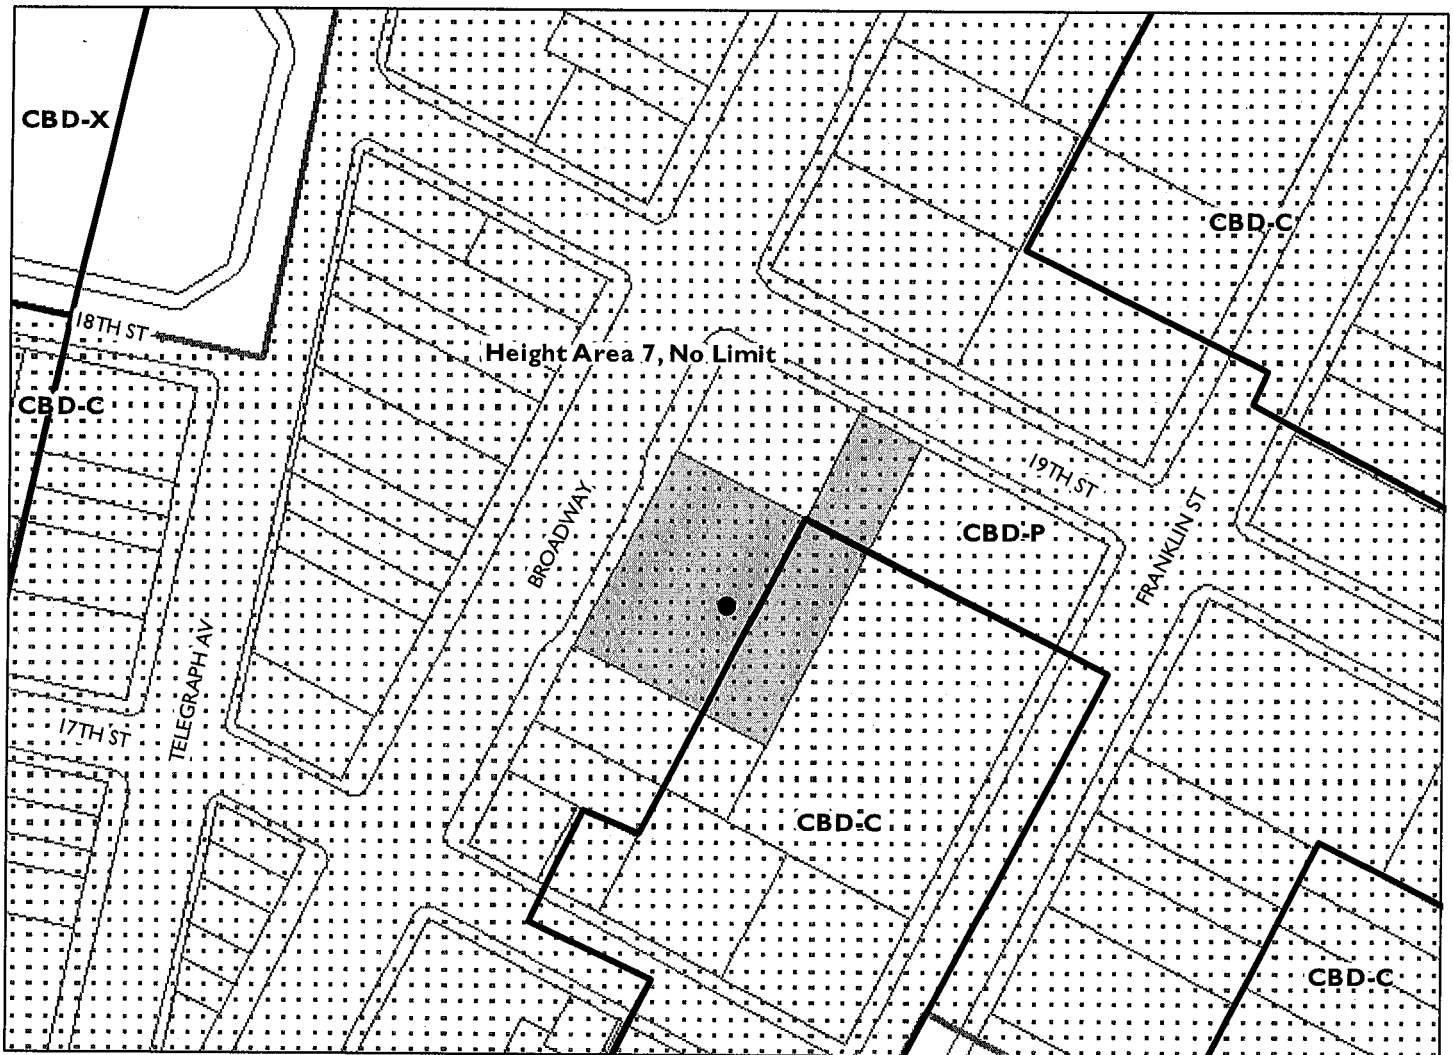 CBD-X
CBD-C
18TH ST
Height Area 7, No Limit
CBD-C
19TH ST
BROADWAY
CBD-P
FRANKLIN ST
TELEGRAPH AV
17TH ST
CBD-C
CBD-C